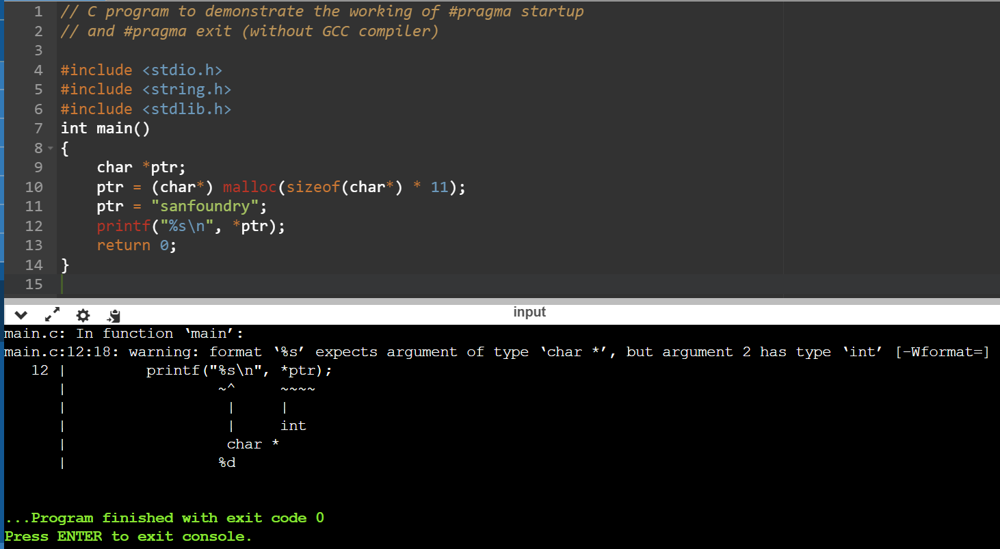 1 // C program to demonstrate the working of #pragma startup
2 // and #pragma exit (without GCC compiler)
3
4 #include <stdio.h>
5 #include <string.h>
6 #include <stdlib.h>
7 int main()
8 {
9     char *ptr;
10     ptr = (char*) malloc(sizeof(char*) * 11);
11     ptr = "sanfoundry";
12     printf("%s\n", *ptr);
13     return 0;
14 }
15
input
main.c: In function ‘main’:
main.c:12:18: warning: format ‘%s’ expects argument of type ‘char *’, but argument 2 has type ‘int’ [-Wformat=]
   12 |         printf("%s\n", *ptr);
      |                 ~^     ~~~~
      |                  |     |
      |                  |     int
      |                  char *
      |                 %d
...Program finished with exit code 0
Press ENTER to exit console.